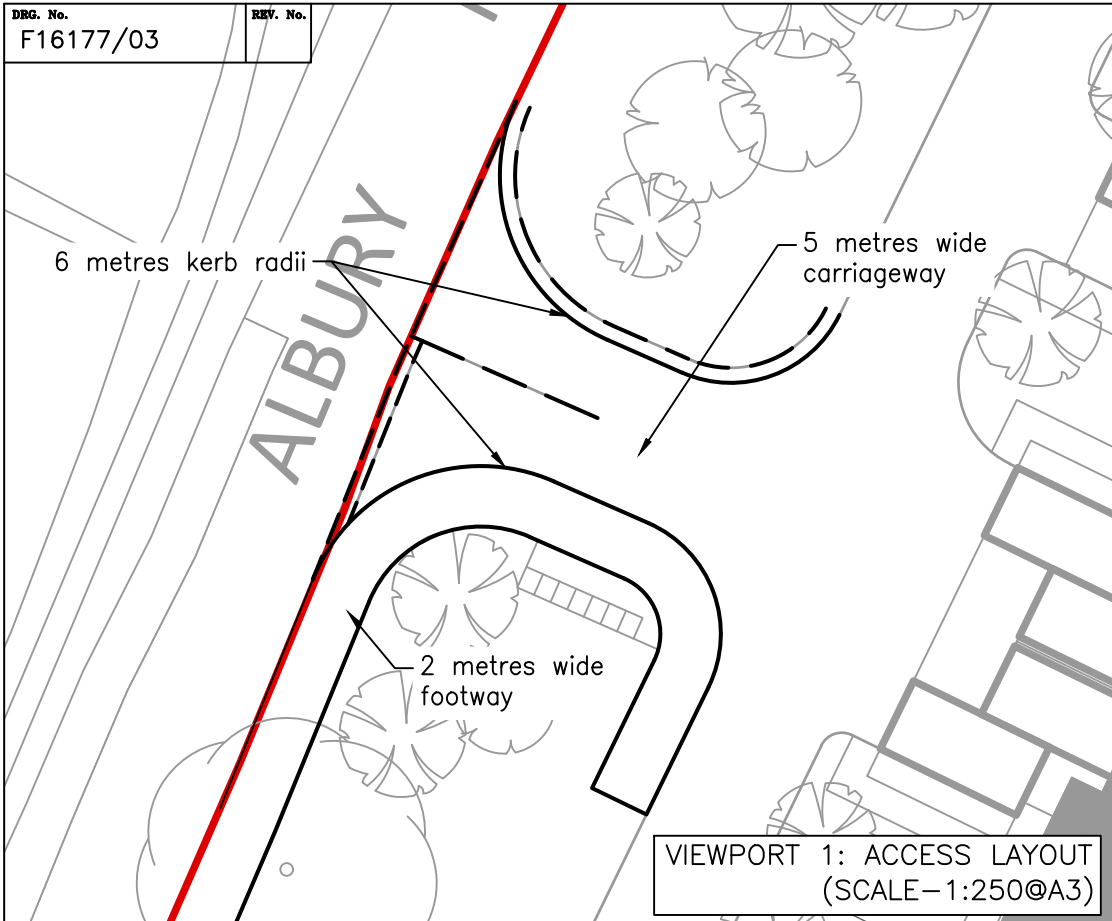 DRG. No.
F16177/03
REV. No.
ALBURY
6 metres kerb radii
5 metres wide
carriageway
2 metres wide
footway
VIEWPORT 1: ACCESS LAYOUT
(SCALE-1:250@A3)